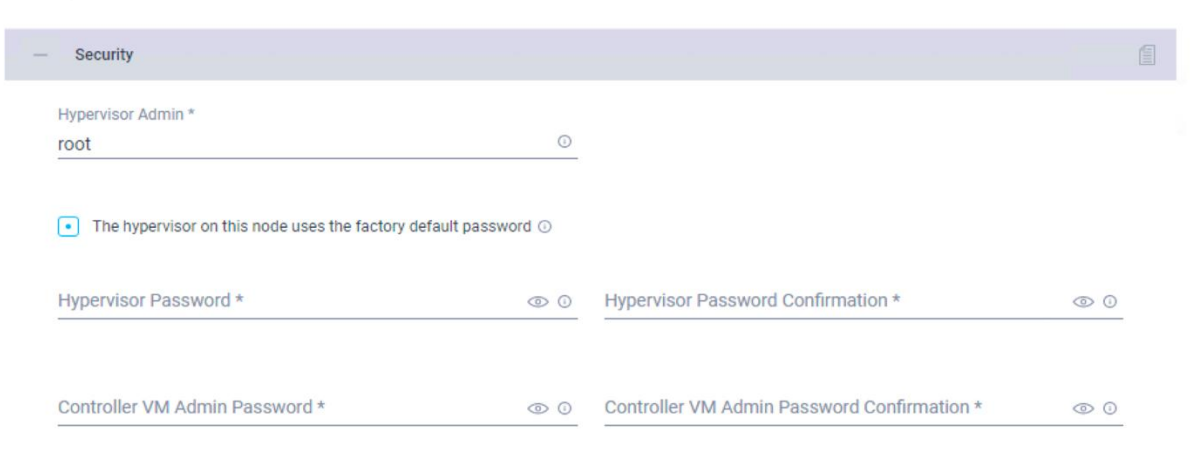 Security
Hypervisor Admin *
root
The hypervisor on this node uses the factory default password
Hypervisor Password *
Hypervisor Password Confirmation *
Controller VM Admin Password *
Controller VM Admin Password Confirmation *